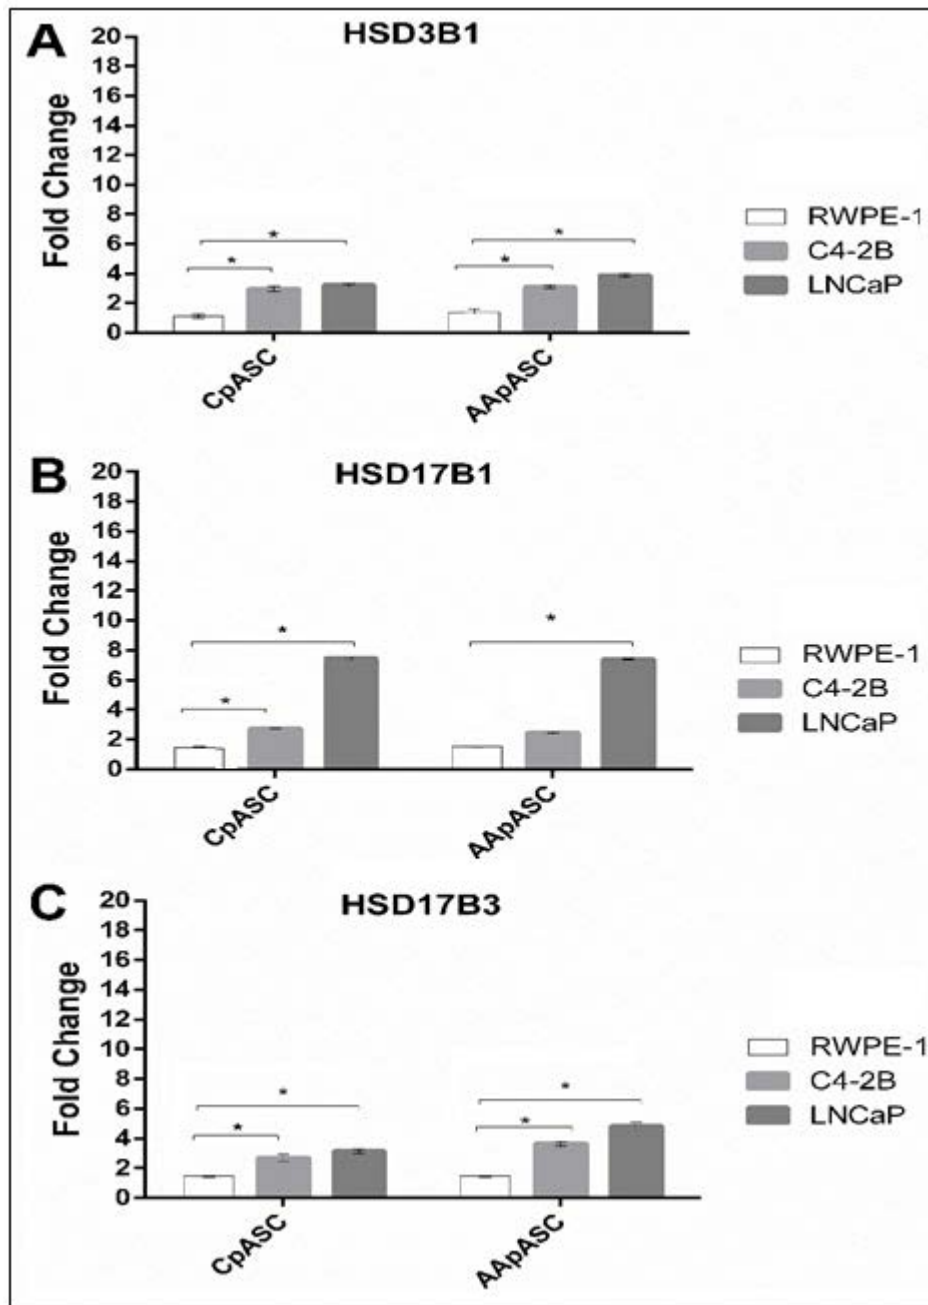 A
HSD3B1
Fold Change
20
18
16
14
12
10
8
6
4
2
0
*
*
*
*
CpASC
AApASC
RWPE-1
C4-2B
LNCaP
B
HSD17B1
Fold Change
20
18
16
14
12
10
8
6
4
2
0
*
*
*
CpASC
AApASC
RWPE-1
C4-2B
LNCaP
C
HSD17B3
Fold Change
20
18
16
14
12
10
8
6
4
2
0
*
*
*
*
CpASC
AApASC
RWPE-1
C4-2B
LNCaP